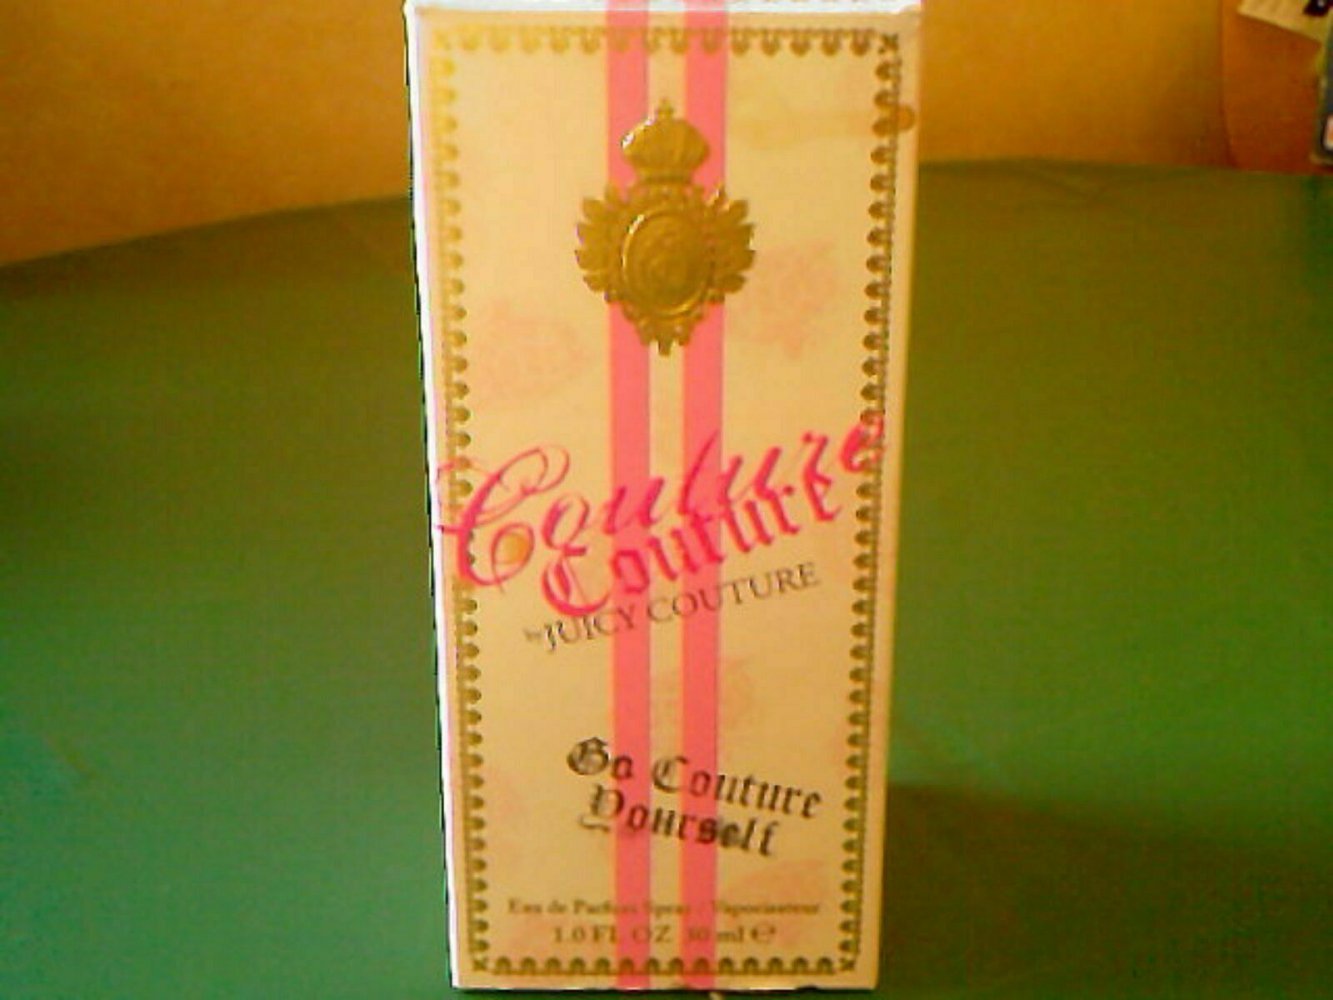 Couture
Couture
by JUICY COUTURE
Go Couture
Yourself
Eau de Parfum Spray / Vaporisateur
1.0 FL OZ 30 ml ℮